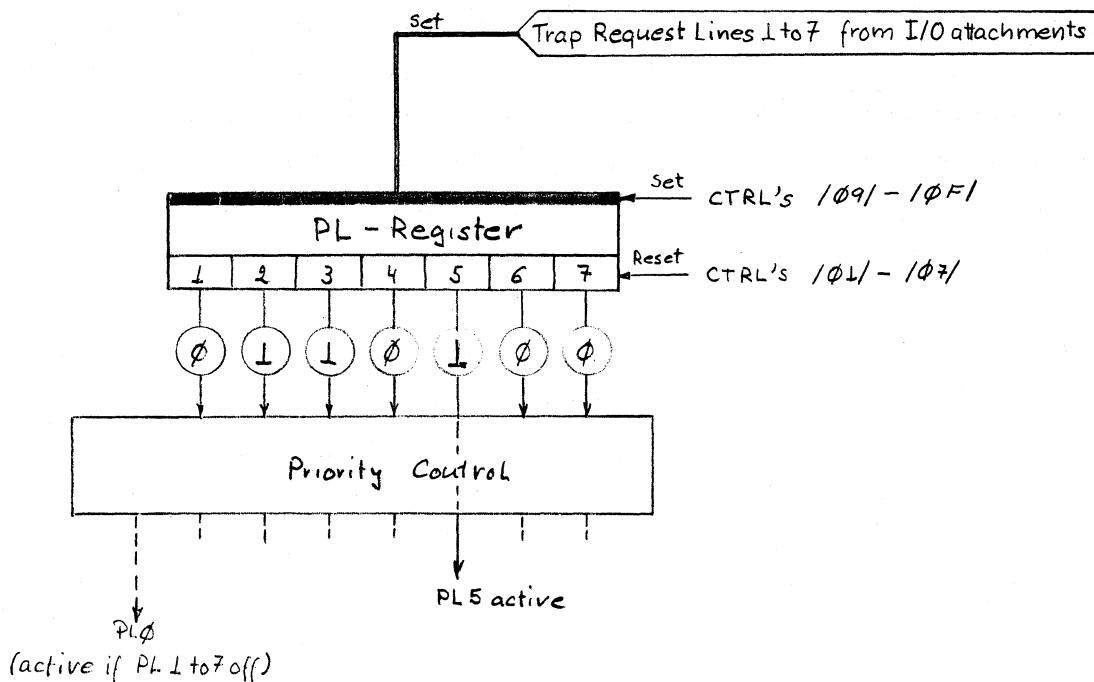 set
Trap Request Lines 1 to 7 from I/O attachments
Set
CTRL's /Ø9/ - /ØF/
PL - Register
Reset
1 2 3 4 5 6 7
CTRL's /Ø1/ - /Ø7/
Ø 1 1 Ø 1 Ø Ø
Priority Control
PL 5 active
PL Ø
(active if PL 1 to 7 off)